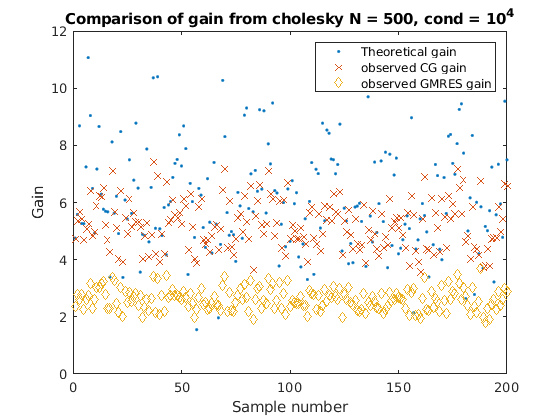 Comparison of gain from cholesky N = 500, cond = 10^4
Theoretical gain
observed CG gain
observed GMRES gain
12
10
8
6
4
2
0
Gain
0 50 100 150 200
Sample number